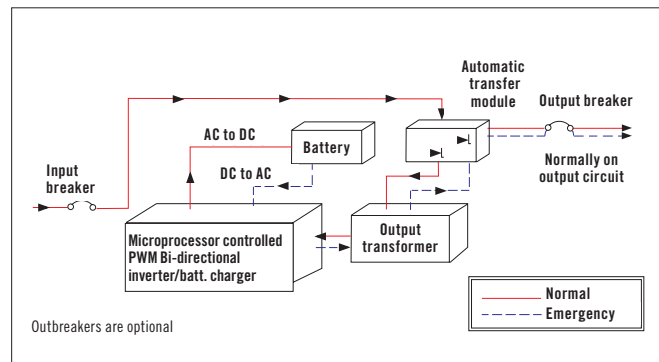 Automatic
transfer
module
Output breaker
AC to DC
Battery
DC to AC
Normally on
output circuit
Input
breaker
Microprocessor controlled
PWM Bi-directional
inverter/batt. charger
Output
transformer
Normal
Emergency
Outbreakers are optional